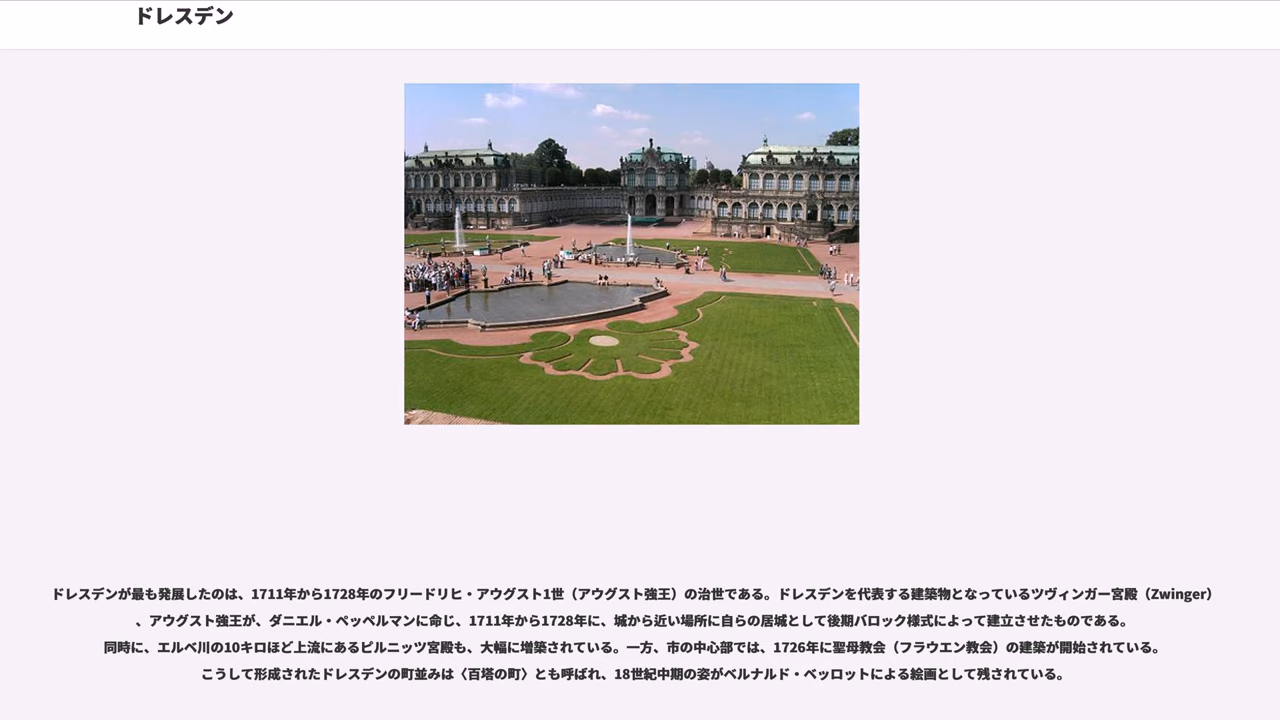 ドレスデン
ドレスデンが最も発展したのは、1711年から1728年のフリードリヒ・アウグスト1世（アウグスト強王）の治世である。ドレスデンを代表する建築物となっているツヴィンガー宮殿（Zwinger）
、アウグスト強王が、ダニエル・ペッペルマンに命じ、1711年から1728年に、城から近い場所に自らの居城として後期バロック様式によって建立させたものである。
同時に、エルベ川の10キロほど上流にあるピルニッツ宮殿も、大幅に増築されている。一方、市の中心部では、1726年に聖母教会（フラウエン教会）の建築が開始されている。
こうして形成されたドレスデンの町並みは〈百塔の町〉とも呼ばれ、18世紀中期の姿がベルナルド・ベッロットによる絵画として残されている。